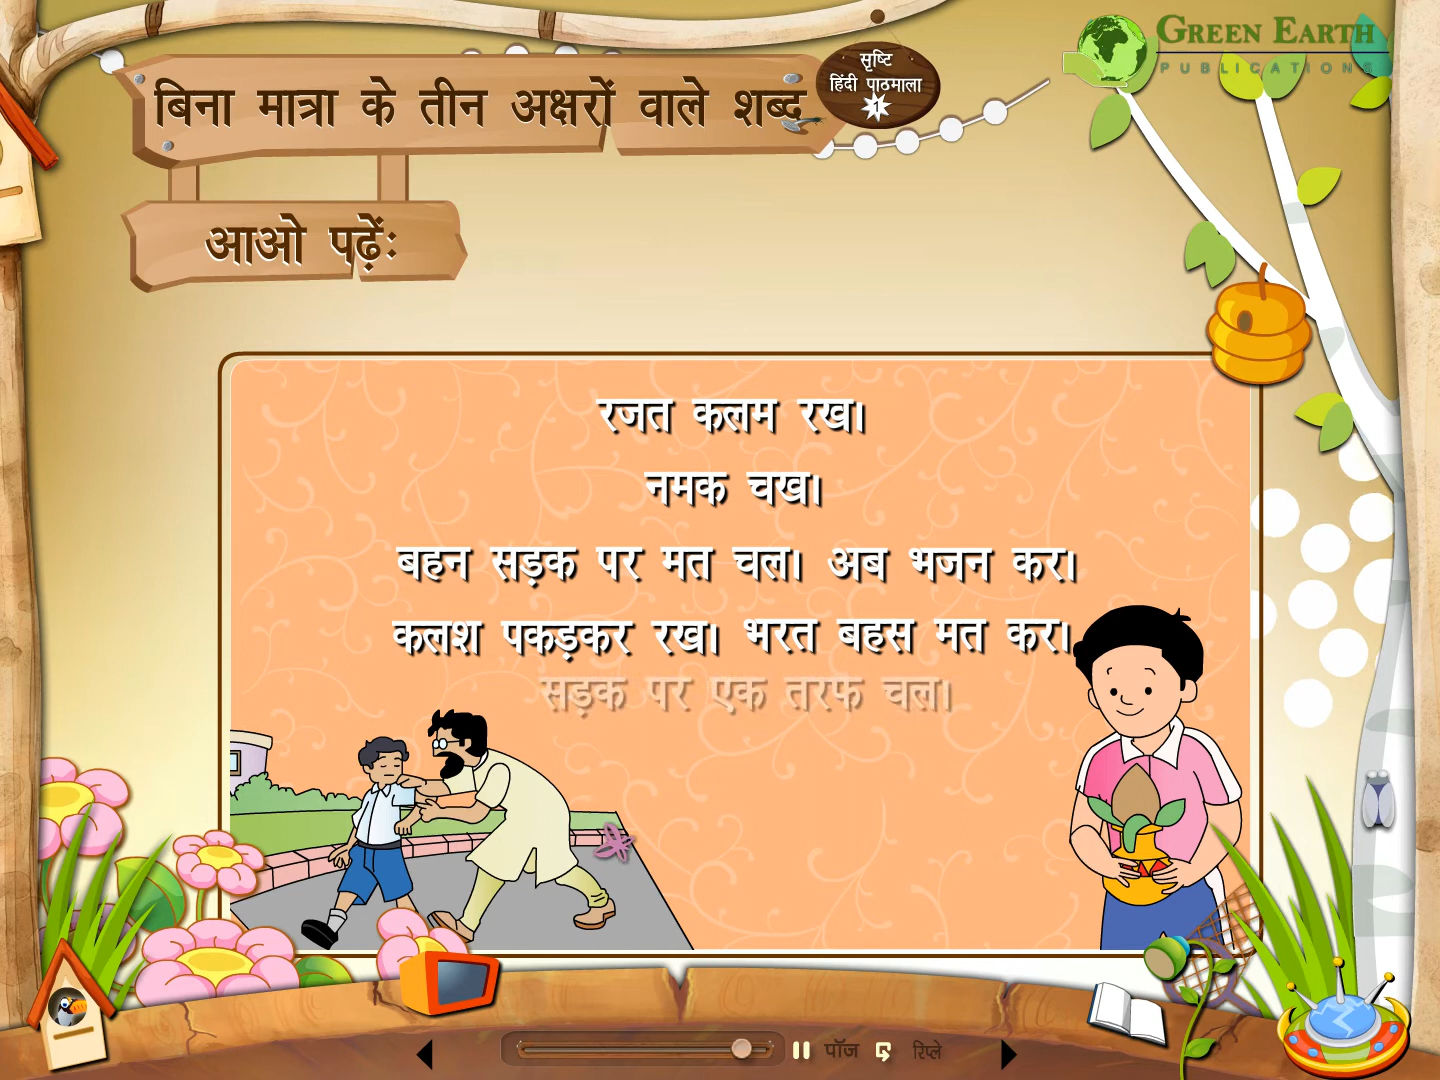 GREEN EARTH
PUBLICATIONS
सृष्टि
हिंदी पाठमाला
1
बिना मात्रा के तीन अक्षरों वाले शब्द
आओ पढ़ें:
रजत कलम रख।
नमक चख।
बहन सड़क पर मत चल। अब भजन कर।
कलश पकड़कर रख। भरत बहस मत कर।
सड़क पर एक तरफ चल।
पॉज रिप्ले